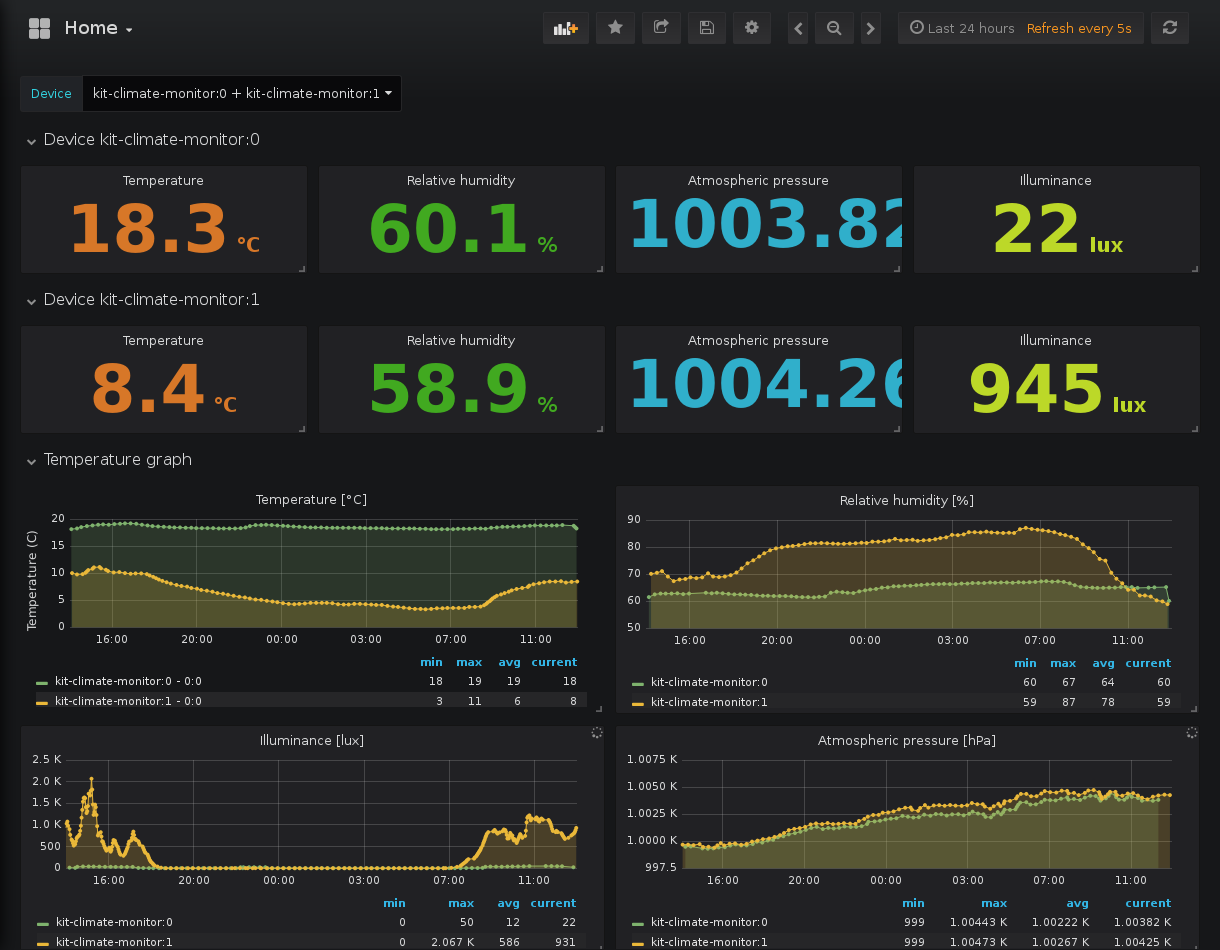 Home
Last 24 hours Refresh every 5s
Device kit-climate-monitor:0 + kit-climate-monitor:1
Device kit-climate-monitor:0
Temperature Relative humidity Atmospheric pressure Illuminance
18.3 °C 60.1 % 1003.82 22 lux
Device kit-climate-monitor:1
Temperature Relative humidity Atmospheric pressure Illuminance
8.4 °C 58.9 % 1004.26 945 lux
Temperature graph
Temperature [°C]
Temperature (C)
20
15
10
5
0
16:00 20:00 00:00 03:00 07:00 11:00
min max avg current
kit-climate-monitor:0 - 0:0 18 19 19 18
kit-climate-monitor:1 - 0:0 3 11 6 8
Relative humidity [%]
90
80
70
60
50
16:00 20:00 00:00 03:00 07:00 11:00
min max avg current
kit-climate-monitor:0 60 67 64 60
kit-climate-monitor:1 59 87 78 59
Illuminance [lux]
2.5 K
2.0 K
1.5 K
1.0 K
500
0
16:00 20:00 00:00 03:00 07:00 11:00
min max avg current
kit-climate-monitor:0 0 50 12 22
kit-climate-monitor:1 0 2.067 K 586 931
Atmospheric pressure [hPa]
1.0075 K
1.0050 K
1.0025 K
1.0000 K
997.5
16:00 20:00 00:00 03:00 07:00 11:00
min max avg current
kit-climate-monitor:0 999 1.00443 K 1.00222 K 1.00382 K
kit-climate-monitor:1 999 1.00473 K 1.00267 K 1.00425 K